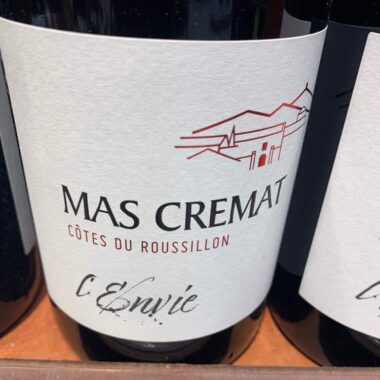 MAS CREMAT
CÔTES DU ROUSSILLON
L'Envie